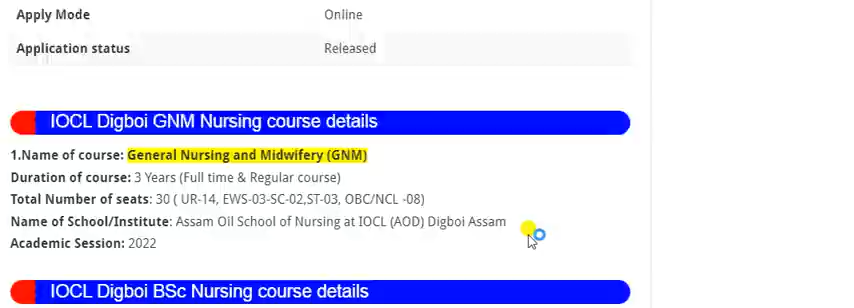 Apply Mode Online
Application status Released
IOCL Digboi GNM Nursing course details
1.Name of course: General Nursing and Midwifery (GNM)
Duration of course: 3 Years (Full time & Regular course)
Total Number of seats: 30 ( UR-14, EWS-03-SC-02,ST-03, OBC/NCL -08)
Name of School/Institute: Assam Oil School of Nursing at IOCL (AOD) Digboi Assam
Academic Session: 2022
IOCL Digboi BSc Nursing course details